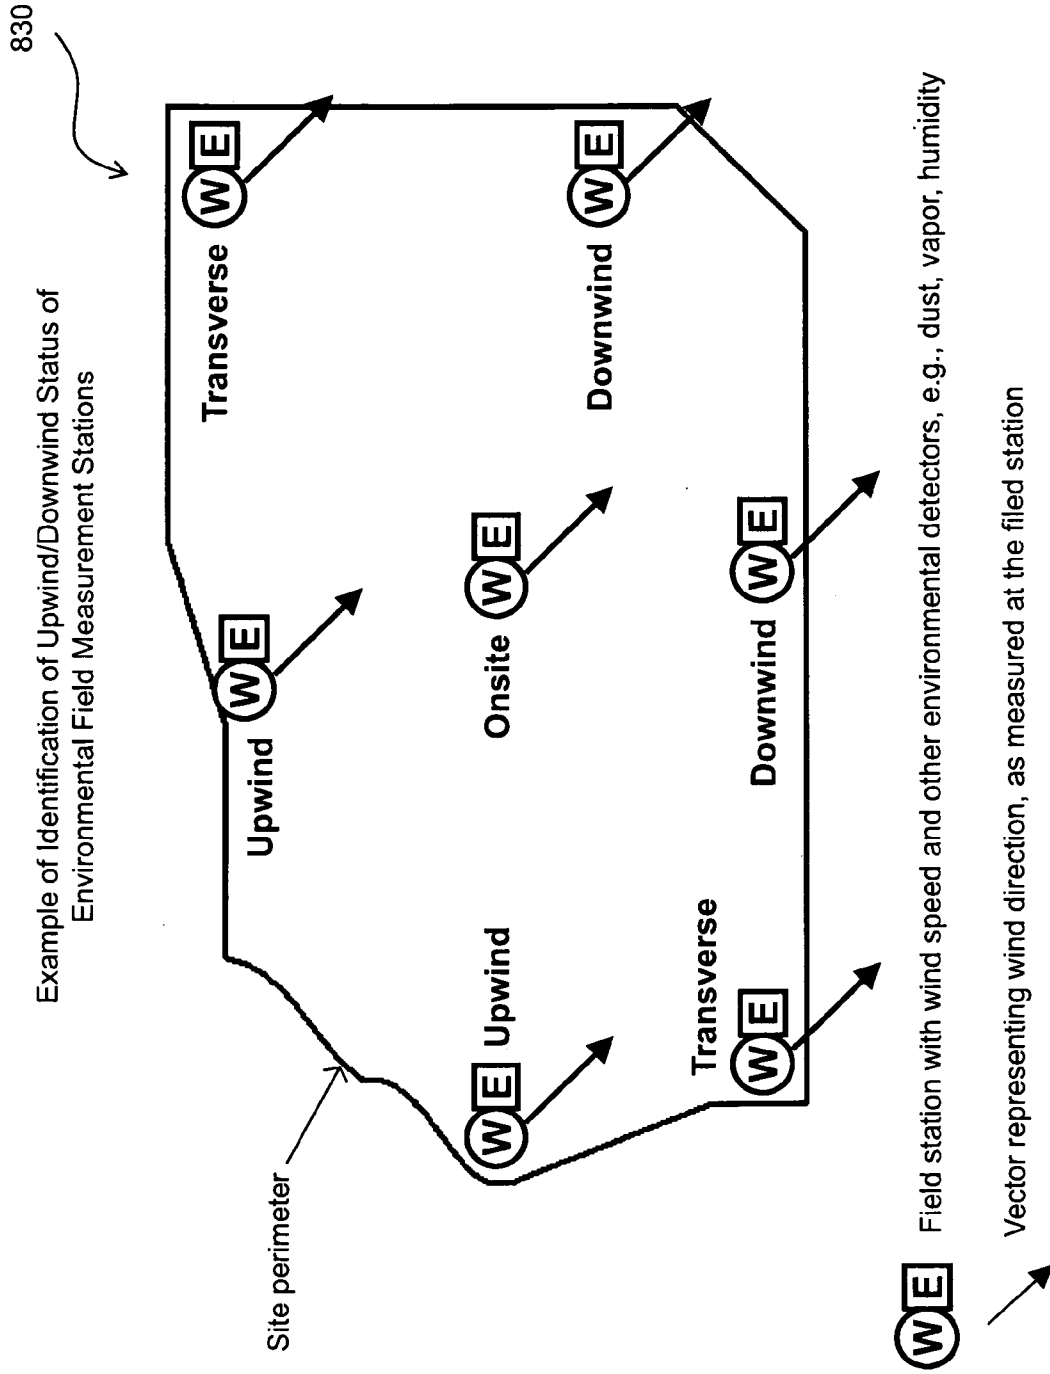 830
Example of Identification of Upwind/Downwind Status of
Environmental Field Measurement Stations
Transverse
W E
Upwind
W E
Site perimeter
W E
Upwind
Onsite
W E
Downwind
W E
Transverse
W E
Downwind
W E
W E
Field station with wind speed and other environmental detectors, e.g., dust, vapor, humidity
Vector representing wind direction, as measured at the filed station